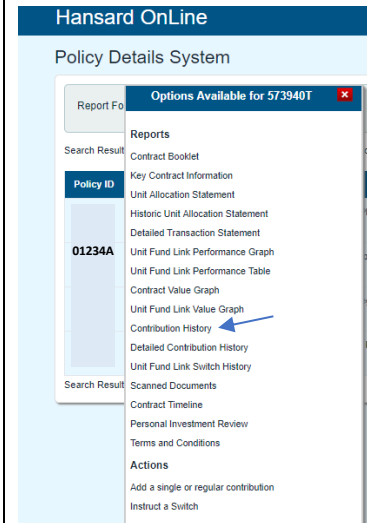 Hansard OnLine
Policy Details System
Report Fo
Options Available for 573940T
Search Result
Policy ID
01234A
Search Result
Reports
Contract Booklet
Key Contract Information
Unit Allocation Statement
Historic Unit Allocation Statement
Detailed Transaction Statement
Unit Fund Link Performance Graph
Unit Fund Link Performance Table
Contract Value Graph
Unit Fund Link Value Graph
Contribution History
Detailed Contribution History
Unit Fund Link Switch History
Scanned Documents
Contract Timeline
Personal Investment Review
Terms and Conditions
Actions
Add a single or regular contribution
Instruct a Switch